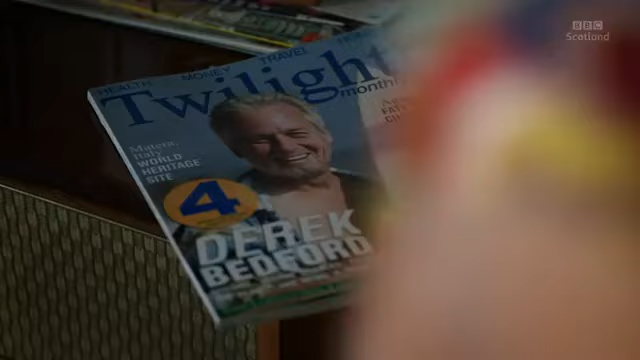 BBC
Scotland
HEALTH MONEY TRAVEL
Twilight
monthly
Matera,
Italy
WORLD
HERITAGE
SITE
4
DEREK
BEDFORD